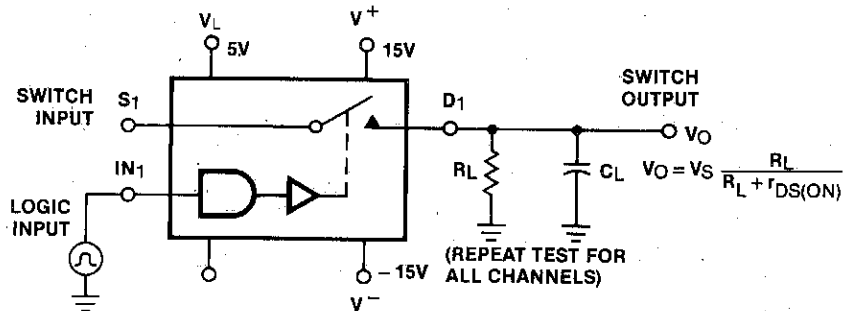 VL
5V
V+
15V
SWITCH
INPUT
S1
D1
SWITCH
OUTPUT
VO
IN1
LOGIC
INPUT
RL
CL
VO = VS RL / RL + rDS(ON)
(REPEAT TEST FOR
ALL CHANNELS)
−15V
V−